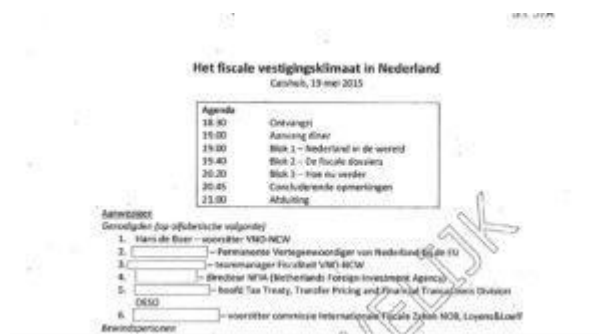 Het fiscale vestigingsklimaat in Nederland
Catshuis, 19 mei 2015
Agenda
18.30 Ontvangst
19.00 Aanvang diner
19.00 Blok 1 – Nederland in de wereld
19.40 Blok 2 – De fiscale dossiers
20.20 Blok 3 – Hoe nu verder
20.45 Concluderende opmerkingen
21.00 Afsluiting
Aanwezigen
Genodigden (op alfabetische volgorde)
1. Hans de Boer – voorzitter VNO-NCW
2. – Permanente Vertegenwoordiger van Nederland bij de EU
3. – teammanager Fiscaliteit VNO-NCW
4. – directeur NFIA (Netherlands Foreign Investment Agency)
5. – hoofd Tax Treaty, Transfer Pricing and Financial Transactions Division
OESO
6. – voorzitter commissie Internationale Fiscale Zaken NOB, Loyens&Loeff
Bewindspersonen